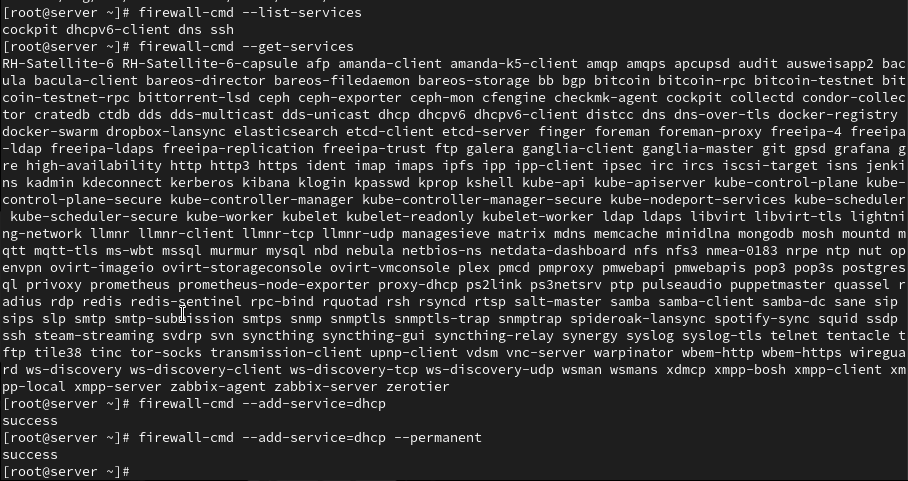 [root@server ~]# firewall-cmd --list-services
cockpit dhcpv6-client dns ssh
[root@server ~]# firewall-cmd --get-services
RH-Satellite-6 RH-Satellite-6-capsule afp amanda-client amanda-k5-client amqp amqps apcupsd audit ausweisapp2 bac
ula bacula-client bareos-director bareos-filedaemon bareos-storage bb bgp bitcoin bitcoin-rpc bitcoin-testnet bit
coin-testnet-rpc bittorrent-lsd ceph ceph-exporter ceph-mon cfengine checkmk-agent cockpit collectd condor-collec
tor cratedb ctdb dds dds-multicast dds-unicast dhcp dhcpv6 dhcpv6-client distcc dns dns-over-tls docker-registry
docker-swarm dropbox-lansync elasticsearch etcd-client etcd-server finger foreman foreman-proxy freeipa-4 freeipa
-ldap freeipa-ldaps freeipa-replication freeipa-trust ftp galera ganglia-client ganglia-master git gpsd grafana g
re high-availability http http3 https ident imap imaps ipfs ipp ipp-client ipsec irc ircs iscsi-target isns jenki
ns kadmin kdeconnect kerberos kibana klogin kpasswd kprop kshell kube-api kube-apiserver kube-control-plane kube-
control-plane-secure kube-controller-manager kube-controller-manager-secure kube-nodeport-services kube-scheduler
 kube-scheduler-secure kube-worker kubelet kubelet-readonly kubelet-worker ldap ldaps libvirt libvirt-tls lightni
ng-network llmnr llmnr-client llmnr-tcp llmnr-udp managesieve matrix mdns memcache minidlna mongodb mosh mountd m
qtt mqtt-tls ms-wbt mssql murmur mysql nbd nebula netbios-ns netdata-dashboard nfs nfs3 nmea-0183 nrpe ntp nut op
envpn ovirt-imageio ovirt-storageconsole ovirt-vmconsole plex pmcd pmproxy pmwebapi pmwebapis pop3 pop3s postgres
ql privoxy prometheus prometheus-node-exporter proxy-dhcp ps2link ps3netsrv ptp pulseaudio puppetmaster quassel r
adius rdp redis redis-sentinel rpc-bind rquotad rsh rsyncd rtsp salt-master samba samba-client samba-dc sane sip
sips slp smtp smtp-submission smtps snmp snmptls snmptls-trap snmptrap spideroak-lansync spotify-sync squid ssdp
ssh steam-streaming svdrp svn syncthing syncthing-gui syncthing-relay synergy syslog syslog-tls telnet tentacle t
ftp tile38 tinc tor-socks transmission-client upnp-client vdsm vnc-server warpinator wbem-http wbem-https wiregua
rd ws-discovery ws-discovery-client ws-discovery-tcp ws-discovery-udp wsman wsmans xdmcp xmpp-bosh xmpp-client xm
pp-local xmpp-server zabbix-agent zabbix-server zerotier
[root@server ~]# firewall-cmd --add-service=dhcp
success
[root@server ~]# firewall-cmd --add-service=dhcp --permanent
success
[root@server ~]#